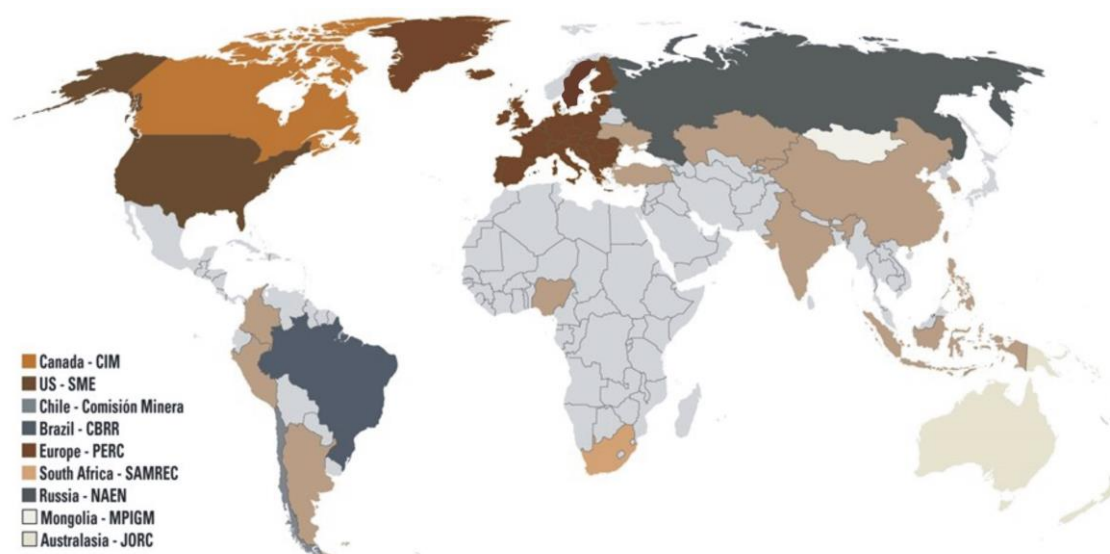 Canada - CIM
US - SME
Chile - Comisión Minera
Brazil - CBRR
Europe - PERC
South Africa - SAMREC
Russia - NAEN
Mongolia - MPIGM
Australasia - JORC